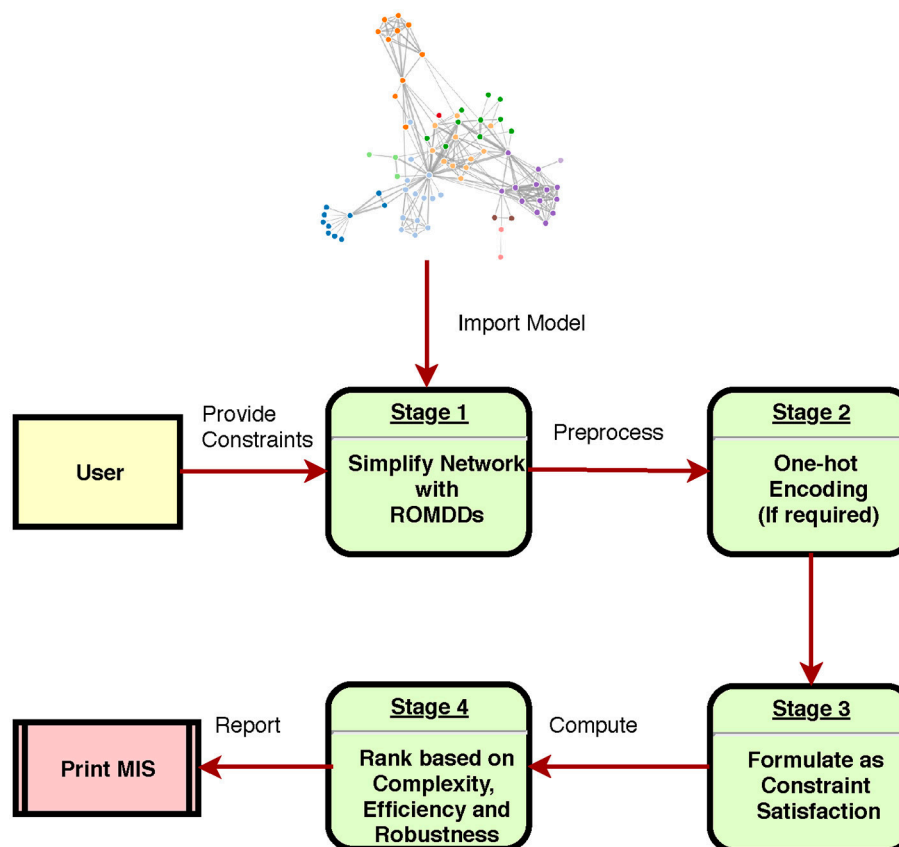 Import Model
Provide
Constraints
User
Stage 1
Simplify Network
with
ROMDDs
Preprocess
Stage 2
One-hot
Encoding
(If required)
Stage 3
Formulate as
Constraint
Satisfaction
Compute
Stage 4
Rank based on
Complexity,
Efficiency and
Robustness
Report
Print MIS